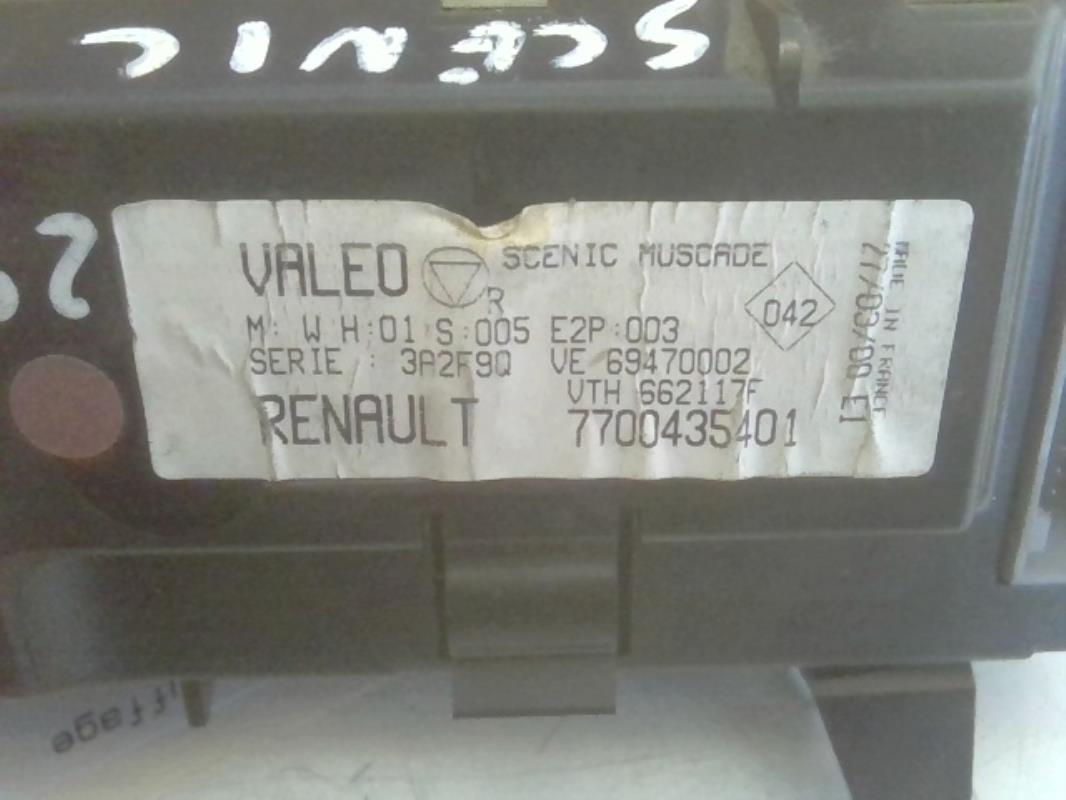 SCENIC
VALEO R SCENIC MUSCADE
M: W H:01 S:005 E2P:003
042
SERIE : 3A2F9Q VE 69470002
VTH 662117F
RENAULT 7700435401
MADE IN FRANCE
27/03/00 E1